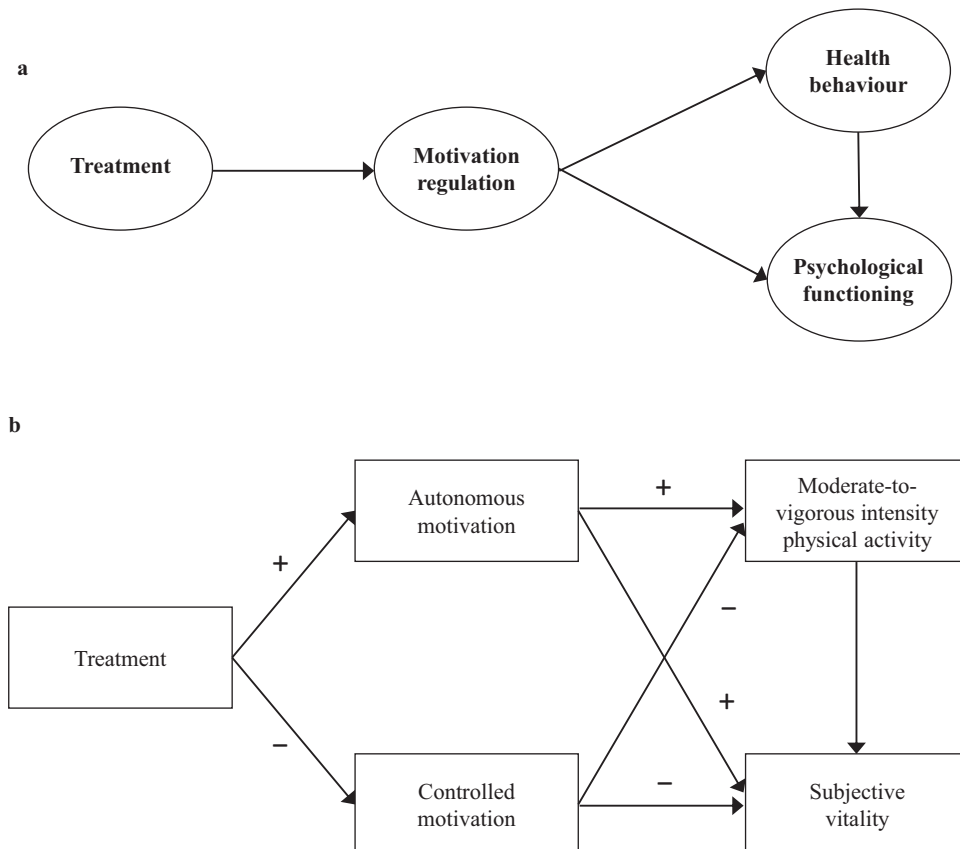 a
Health
behaviour
Treatment
Motivation
regulation
Psychological
functioning
b
Autonomous
motivation
+
Moderate-to-
vigorous intensity
physical activity
+
−
Treatment
+
−
Controlled
motivation
−
Subjective
vitality